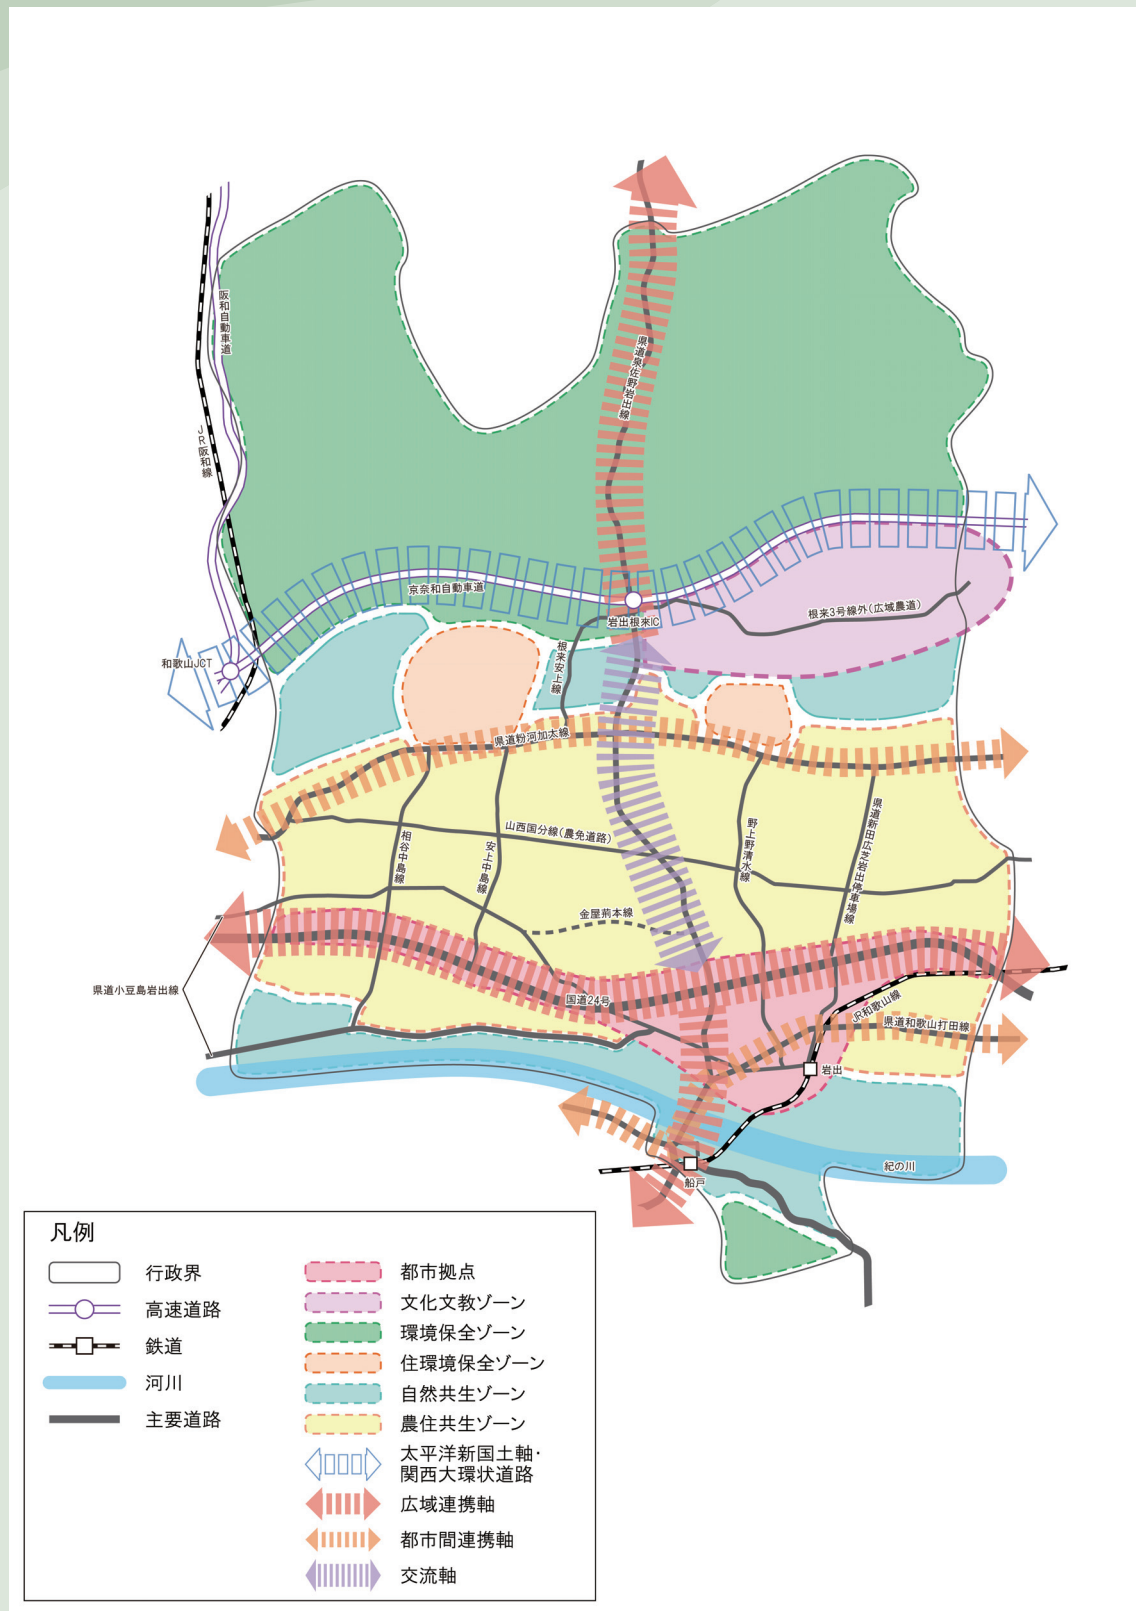 阪和自動車道
県道泉佐野岩出線
JR阪和線
京奈和自動車道
岩出根来IC
根来3号線外(広域農道)
和歌山JCT
根来安上線
県道粉河加太線
山西国分線(農免道路)
相谷中島線
安上中島線
野上野清水線
県道新田広芝岩出停車場線
金屋荊本線
県道小豆島岩出線
国道24号
JR和歌山線
県道和歌山打田線
岩出
紀の川
船戸
凡例
行政界
高速道路
鉄道
河川
主要道路
都市拠点
文化文教ゾーン
環境保全ゾーン
住環境保全ゾーン
自然共生ゾーン
農住共生ゾーン
太平洋新国土軸・
関西大環状道路
広域連携軸
都市間連携軸
交流軸